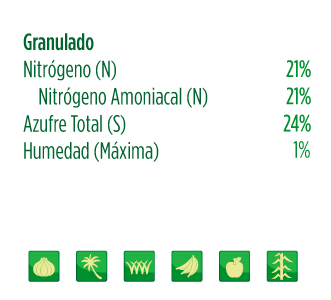 Granulado
Nitrógeno (N) 21%
Nitrógeno Amoniacal (N) 21%
Azufre Total (S) 24%
Humedad (Máxima) 1%